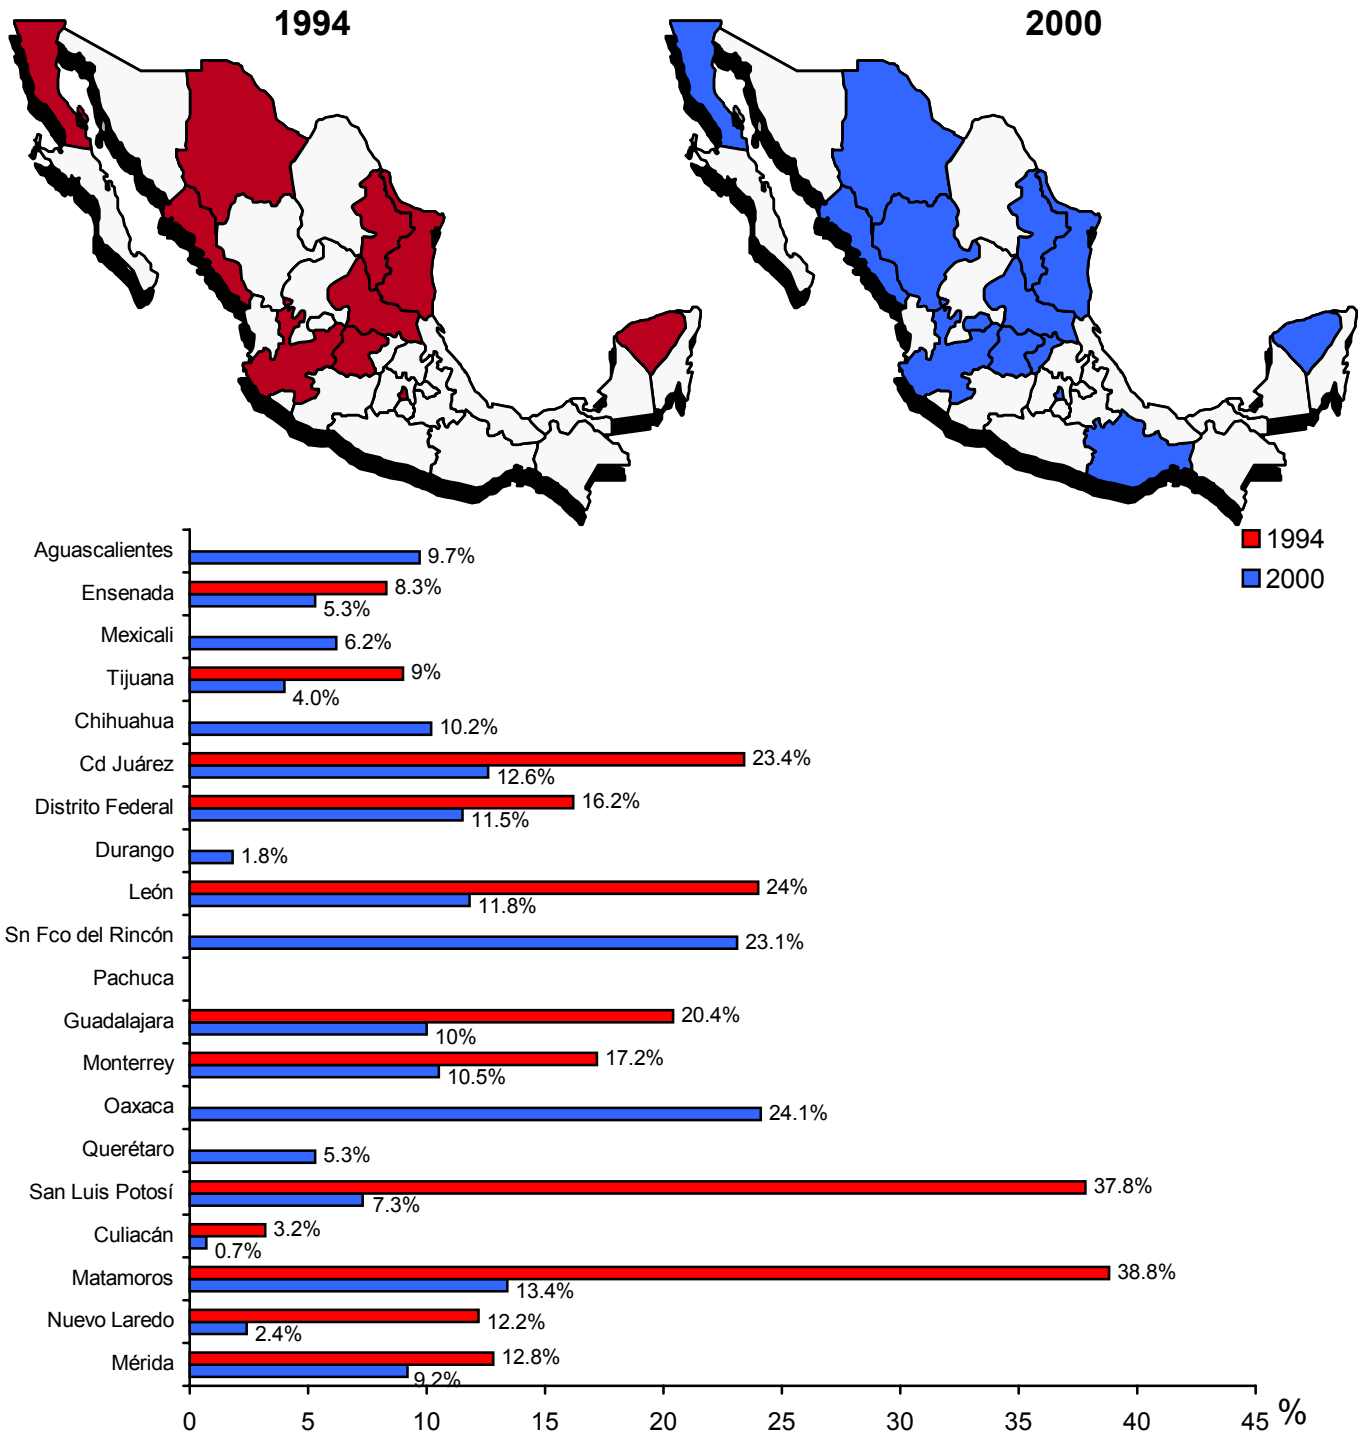 1994
2000
1994
2000
Aguascalientes 9.7%
Ensenada 8.3%
5.3%
Mexicali 6.2%
Tijuana 9%
4.0%
Chihuahua 10.2%
Cd Juárez 23.4%
12.6%
Distrito Federal 16.2%
11.5%
Durango 1.8%
León 24%
11.8%
Sn Fco del Rincón 23.1%
Pachuca
Guadalajara 20.4%
10%
Monterrey 17.2%
10.5%
Oaxaca 24.1%
Querétaro 5.3%
San Luis Potosí 37.8%
7.3%
Culiacán 3.2%
0.7%
Matamoros 38.8%
13.4%
Nuevo Laredo 12.2%
2.4%
Mérida 12.8%
9.2%
0 5 10 15 20 25 30 35 40 45 %